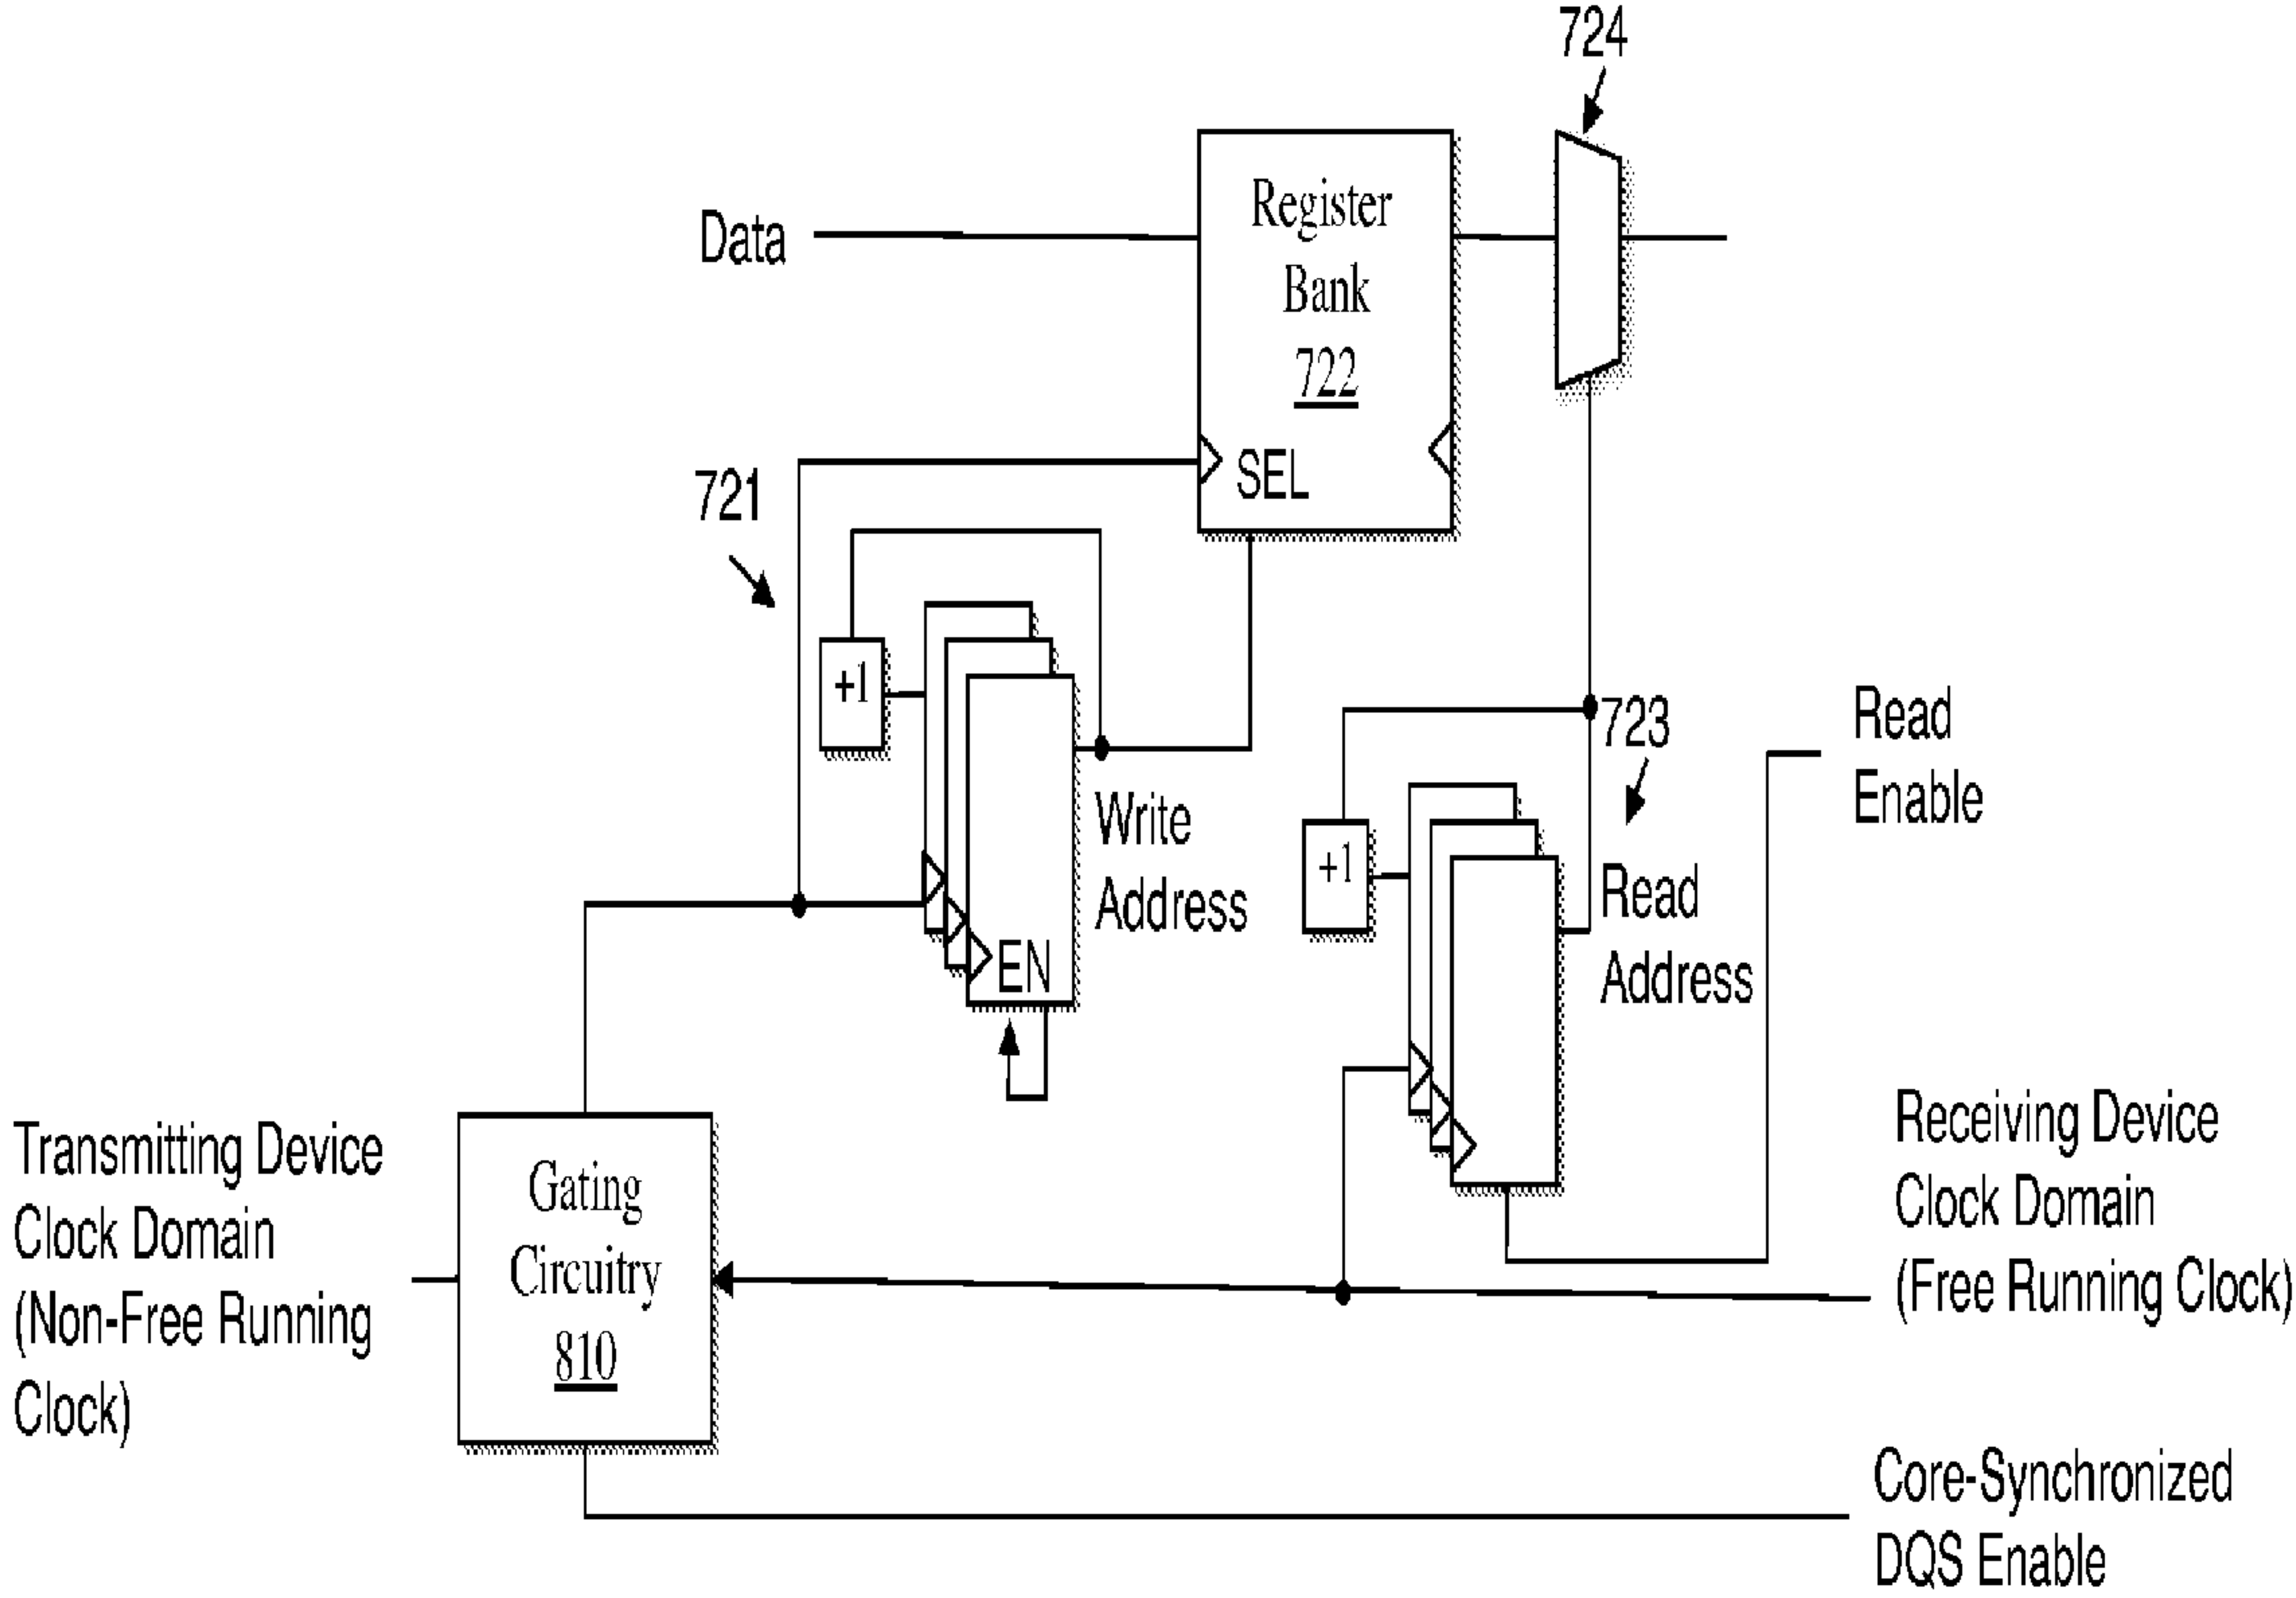 724
Data
Register
Bank
722
SEL
721
+1
Write
Address
EN
723
Read
Enable
+1
Read
Address
Transmitting Device
Clock Domain
(Non-Free Running
Clock)
Gating
Circuitry
810
Receiving Device
Clock Domain
(Free Running Clock)
Core-Synchronized
DQS Enable